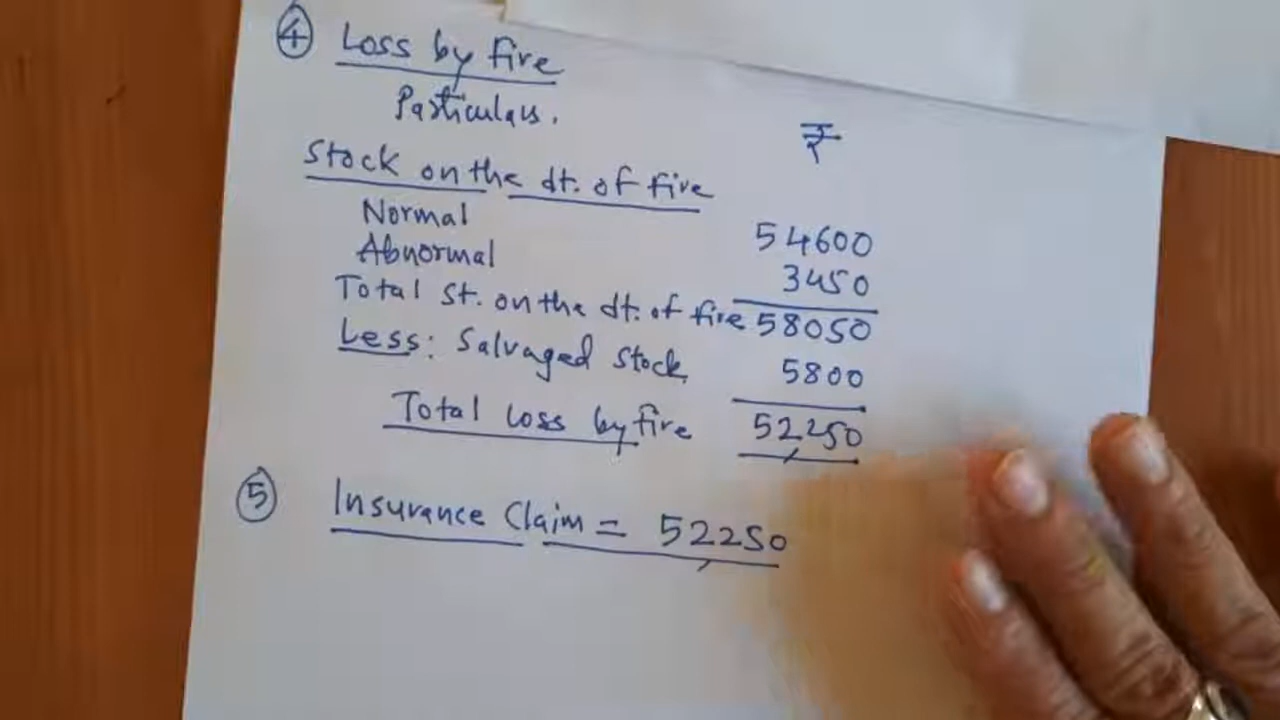 ④ Loss by fire
Particulars.
₹
Stock on the dt. of fire
Normal 54600
Abnormal 3450
Total St. on the dt. of fire 58050
Less: Salvaged Stock 5800
Total loss by fire 52250
⑤ Insurance Claim = 52250